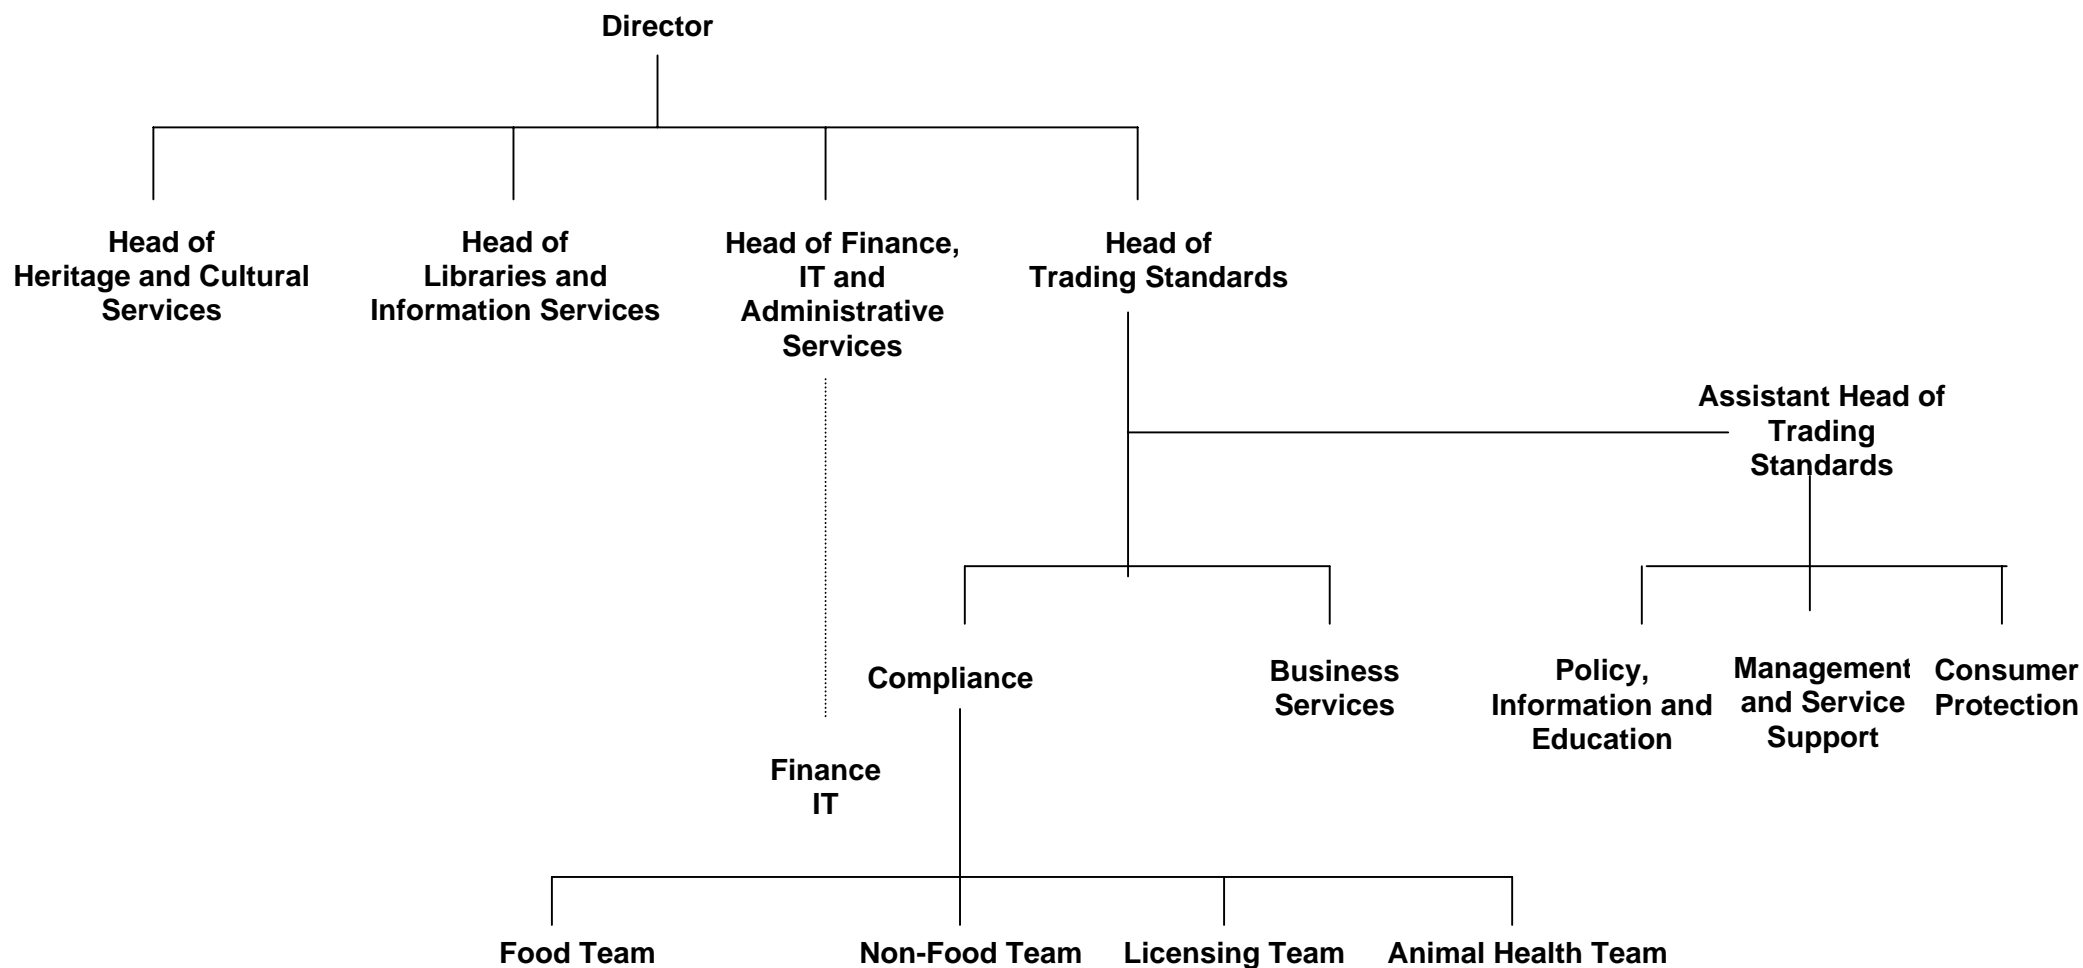 Director
Head of
Heritage and Cultural
Services
Head of
Libraries and
Information Services
Head of Finance,
IT and
Administrative
Services
Head of
Trading Standards
Assistant Head of
Trading
Standards
Compliance
Business
Services
Policy,
Information and
Education
Management
and Service
Support
Consumer
Protection
Finance
IT
Food Team
Non-Food Team
Licensing Team
Animal Health Team